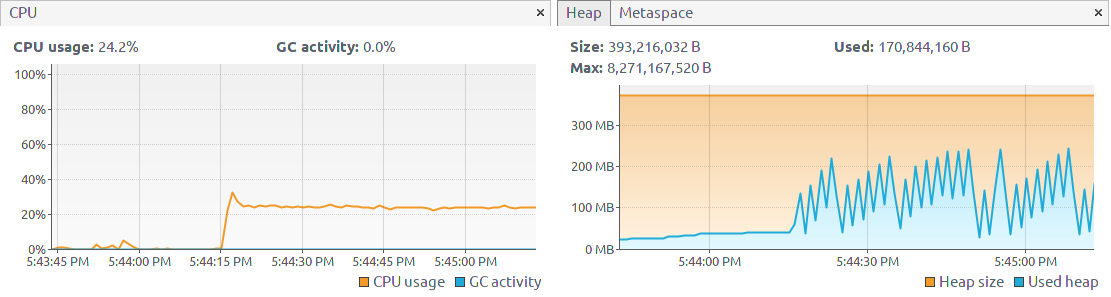 CPU ×
CPU usage: 24.2% GC activity: 0.0%
100%
80%
60%
40%
20%
0%
5:43:45 PM 5:44:00 PM 5:44:15 PM 5:44:30 PM 5:44:45 PM 5:45:00 PM
CPU usage GC activity
Heap Metaspace ×
Size: 393,216,032 B Used: 170,844,160 B
Max: 8,271,167,520 B
300 MB
200 MB
100 MB
0 MB
5:44:00 PM 5:44:30 PM 5:45:00 PM
Heap size Used heap